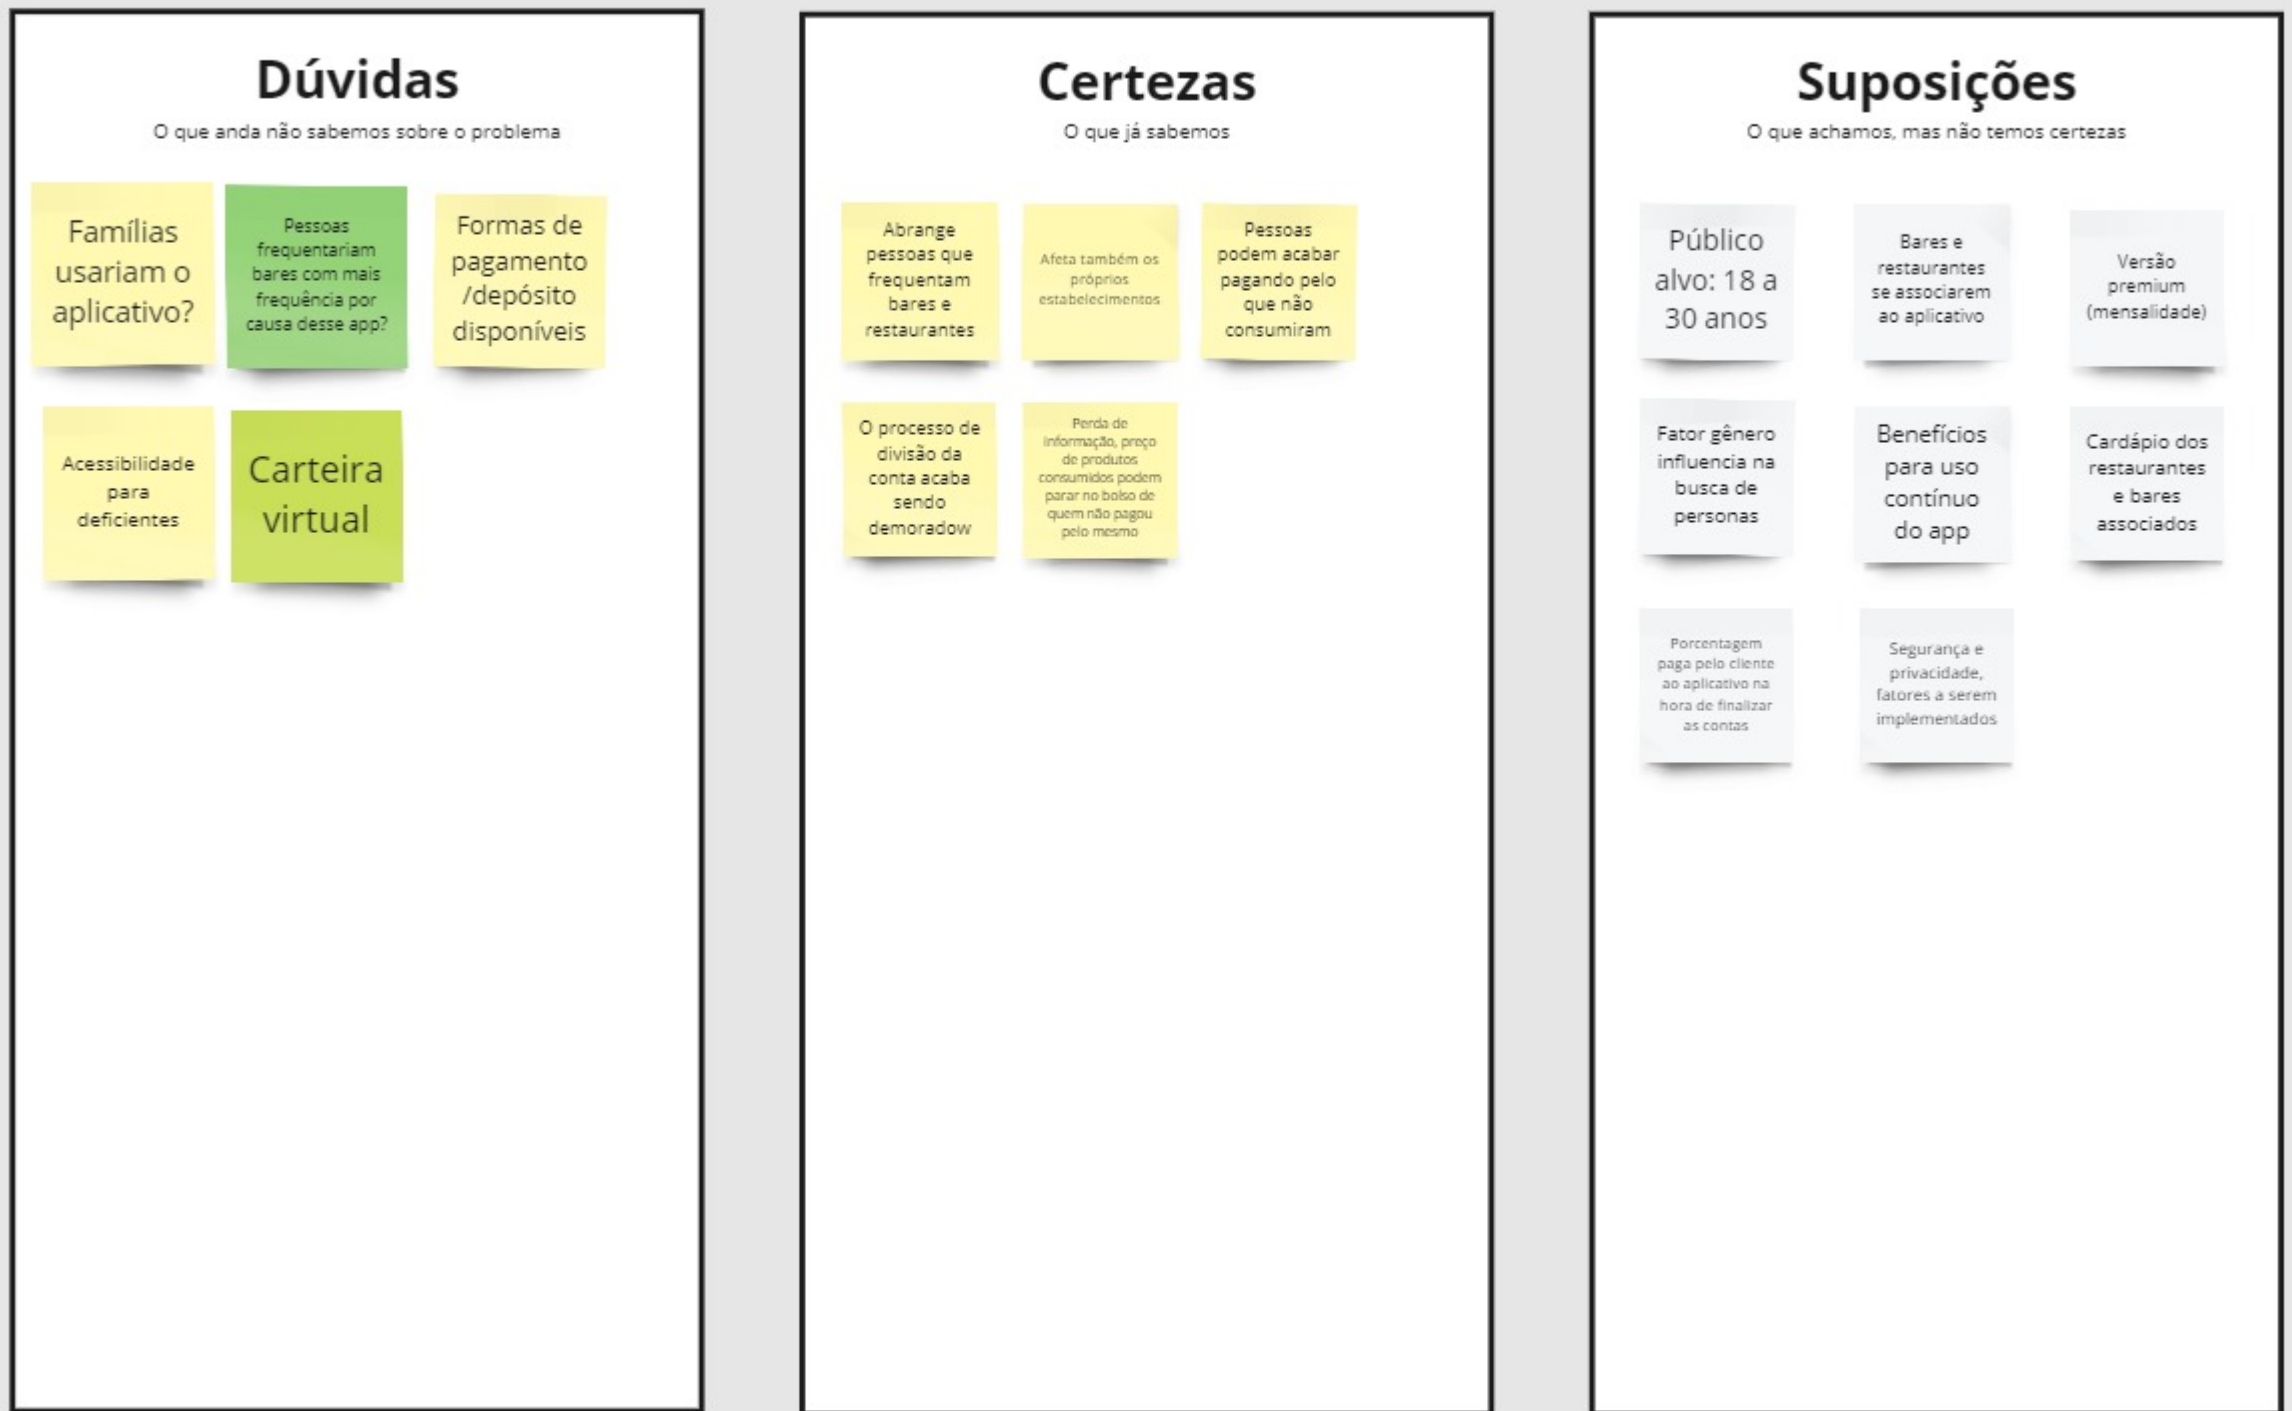 Dúvidas
O que anda não sabemos sobre o problema
Famílias
usariam o
aplicativo?
Pessoas
frequentariam
bares com mais
frequência por
causa desse app?
Formas de
pagamento
/depósito
disponíveis
Acessibilidade
para
deficientes
Carteira
virtual
Certezas
O que já sabemos
Abrange
pessoas que
frequentam
bares e
restaurantes
Afeta também os
próprios
estabelecimentos
Pessoas
podem acabar
pagando pelo
que não
consumiram
O processo de
divisão da
conta acaba
sendo
demoradow
Perda de
informação, preço
de produtos
consumidos podem
parar no bolso de
quem não pagou
pelo mesmo
Suposições
O que achamos, mas não temos certezas
Público
alvo: 18 a
30 anos
Bares e
restaurantes
se associarem
ao aplicativo
Versão
premium
(mensalidade)
Fator gênero
influencia na
busca de
personas
Benefícios
para uso
contínuo
do app
Cardápio dos
restaurantes
e bares
associados
Porcentagem
paga pelo cliente
ao aplicativo na
hora de finalizar
as contas
Segurança e
privacidade,
fatores a serem
implementados